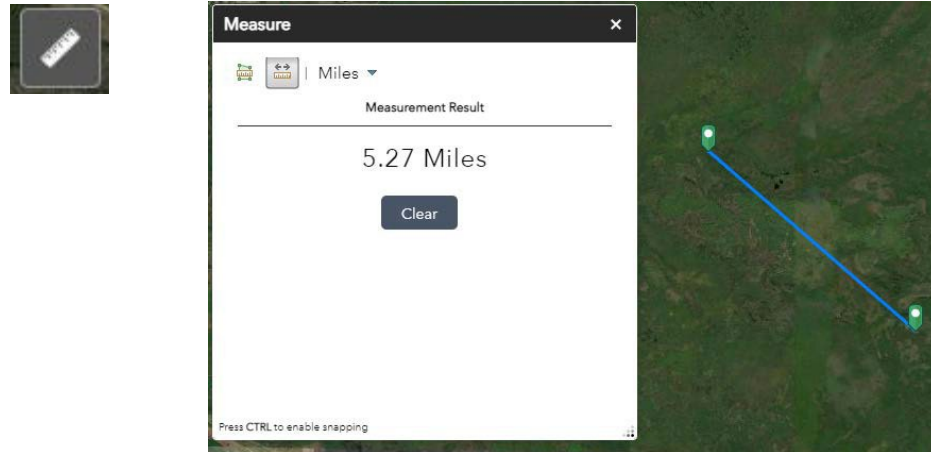 Measure
Miles
Measurement Result
5.27 Miles
Clear
Press CTRL to enable snapping